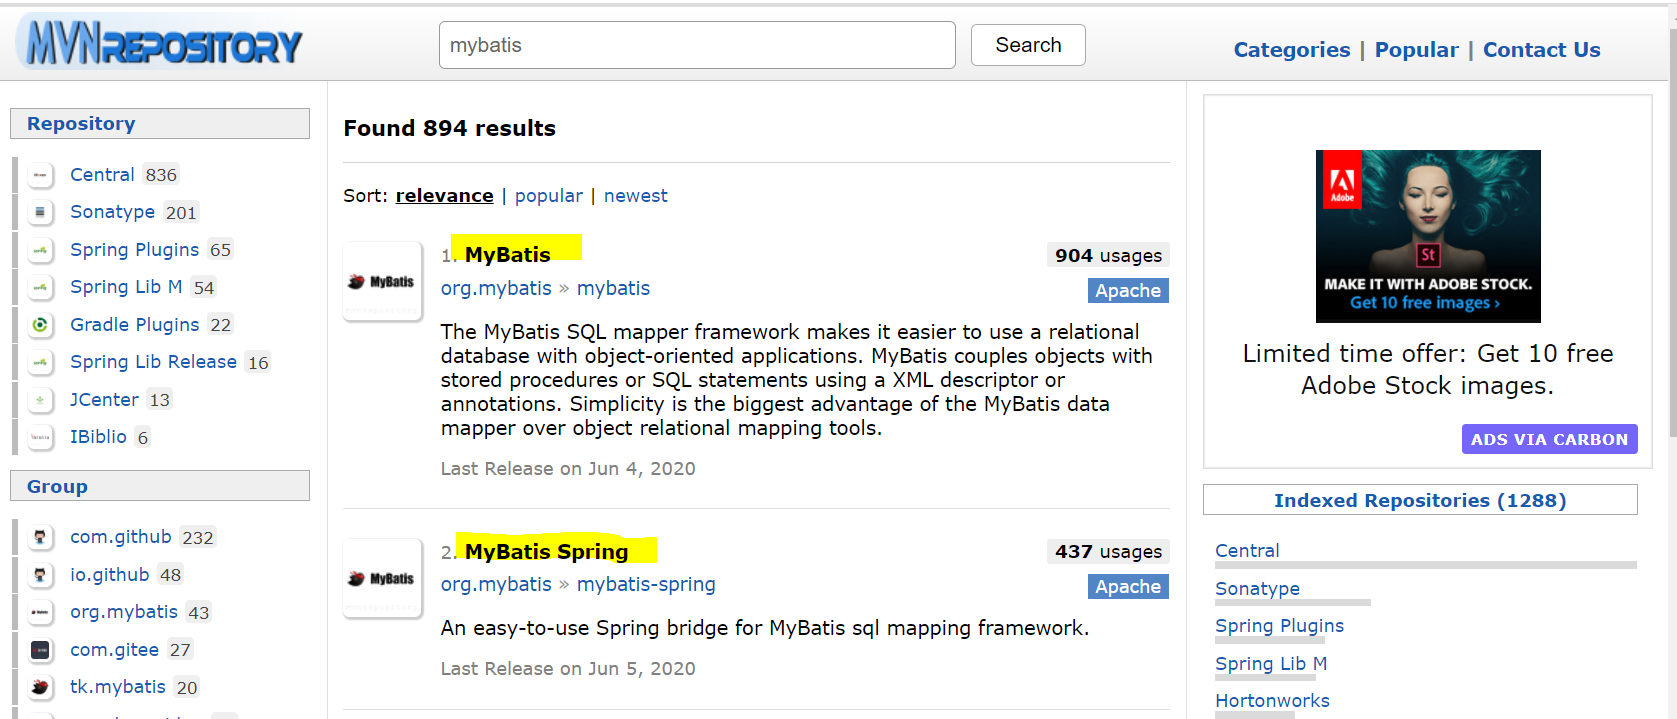 MVNREPOSITORY
mybatis
Search
Categories | Popular | Contact Us
Repository
Central 836
Sonatype 201
Spring Plugins 65
Spring Lib M 54
Gradle Plugins 22
Spring Lib Release 16
JCenter 13
IBiblio 6
Group
com.github 232
io.github 48
org.mybatis 43
com.gitee 27
tk.mybatis 20
Found 894 results
Sort: relevance | popular | newest
MyBatis
1. MyBatis
904 usages
org.mybatis » mybatis
Apache
The MyBatis SQL mapper framework makes it easier to use a relational
database with object-oriented applications. MyBatis couples objects with
stored procedures or SQL statements using a XML descriptor or
annotations. Simplicity is the biggest advantage of the MyBatis data
mapper over object relational mapping tools.
Last Release on Jun 4, 2020
MyBatis
2. MyBatis Spring
437 usages
org.mybatis » mybatis-spring
Apache
An easy-to-use Spring bridge for MyBatis sql mapping framework.
Last Release on Jun 5, 2020
Adobe
St
MAKE IT WITH ADOBE STOCK.
Get 10 free images ›
Limited time offer: Get 10 free
Adobe Stock images.
ADS VIA CARBON
Indexed Repositories (1288)
Central
Sonatype
Spring Plugins
Spring Lib M
Hortonworks